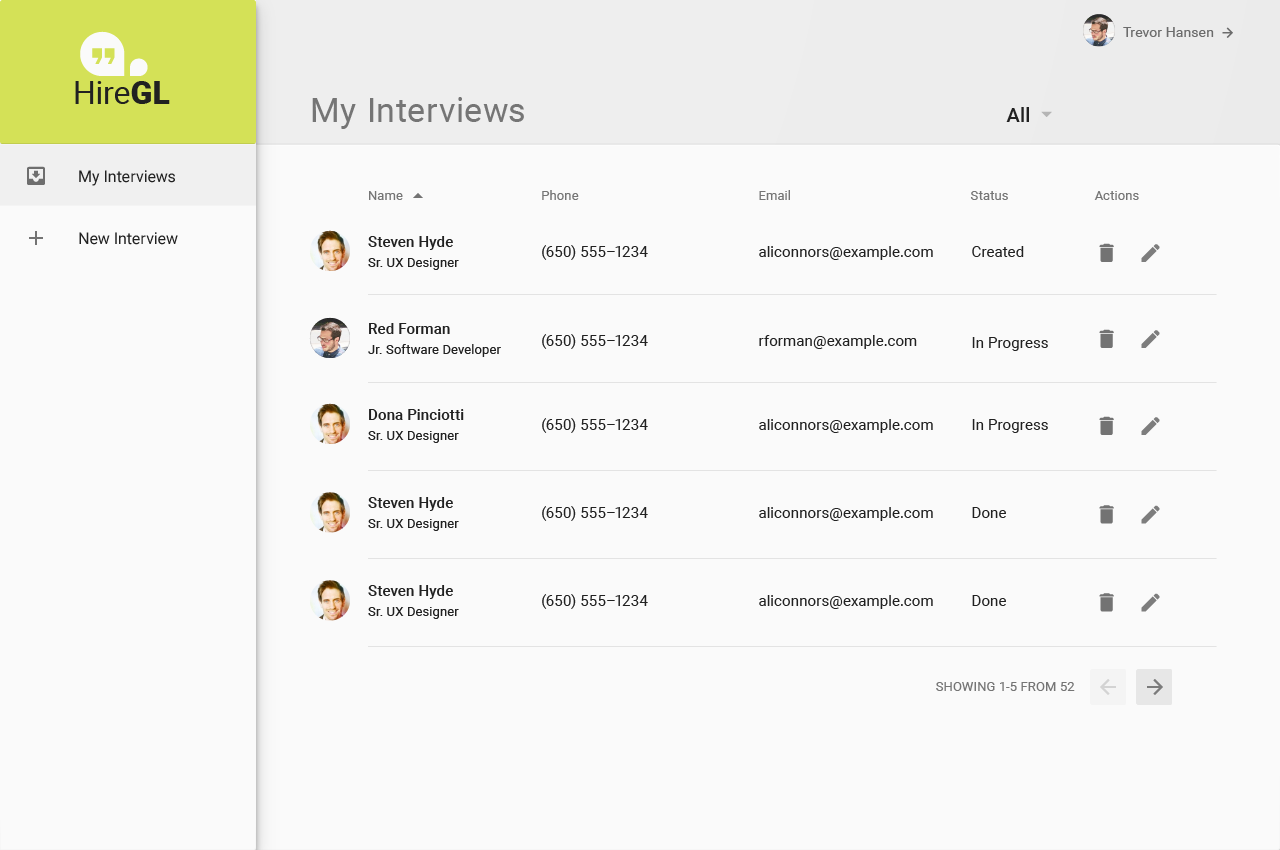 HireGL
Trevor Hansen
My Interviews
All
My Interviews
New Interview
Name Phone Email Status Actions
Steven Hyde
Sr. UX Designer
(650) 555–1234 aliconnors@example.com Created
Red Forman
Jr. Software Developer
(650) 555–1234 rforman@example.com In Progress
Dona Pinciotti
Sr. UX Designer
(650) 555–1234 aliconnors@example.com In Progress
Steven Hyde
Sr. UX Designer
(650) 555–1234 aliconnors@example.com Done
Steven Hyde
Sr. UX Designer
(650) 555–1234 aliconnors@example.com Done
SHOWING 1-5 FROM 52